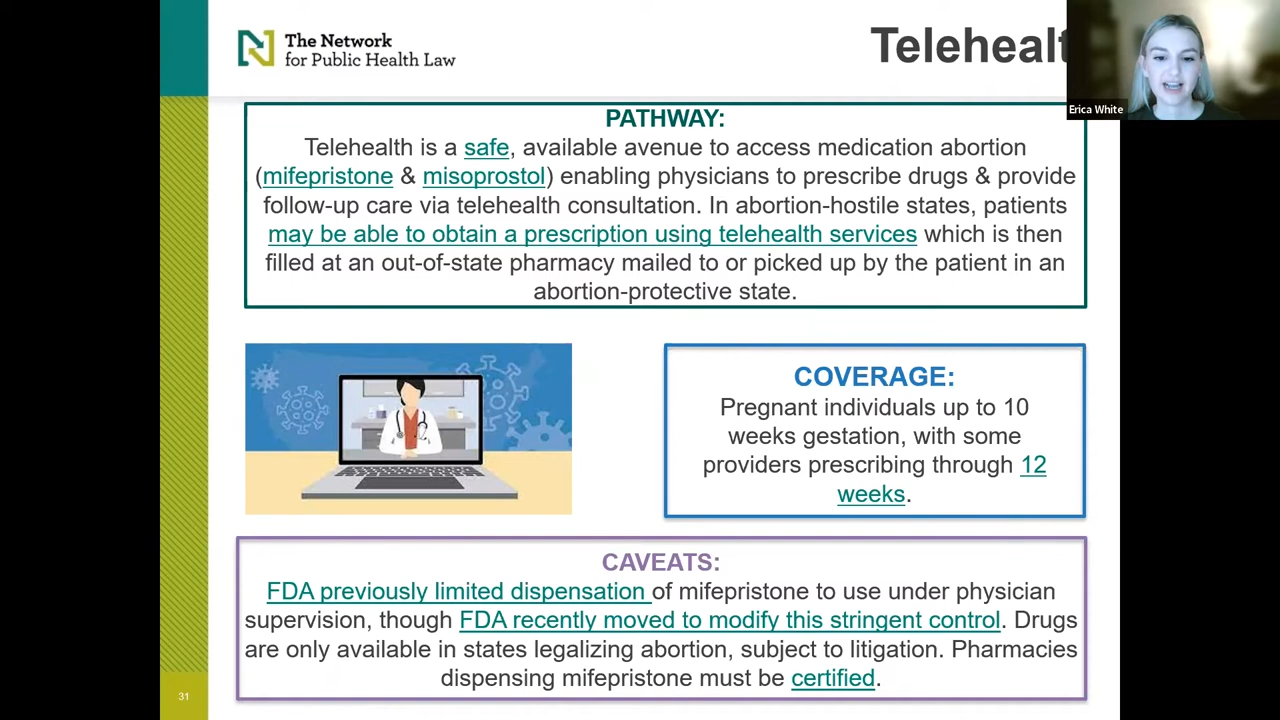 The Network
for Public Health Law
Telehealt
Erica White
PATHWAY:
Telehealth is a safe, available avenue to access medication abortion
(mifepristone & misoprostol) enabling physicians to prescribe drugs & provide
follow-up care via telehealth consultation. In abortion-hostile states, patients
may be able to obtain a prescription using telehealth services which is then
filled at an out-of-state pharmacy mailed to or picked up by the patient in an
abortion-protective state.
COVERAGE:
Pregnant individuals up to 10
weeks gestation, with some
providers prescribing through 12
weeks.
CAVEATS:
FDA previously limited dispensation of mifepristone to use under physician
supervision, though FDA recently moved to modify this stringent control. Drugs
are only available in states legalizing abortion, subject to litigation. Pharmacies
dispensing mifepristone must be certified.
31